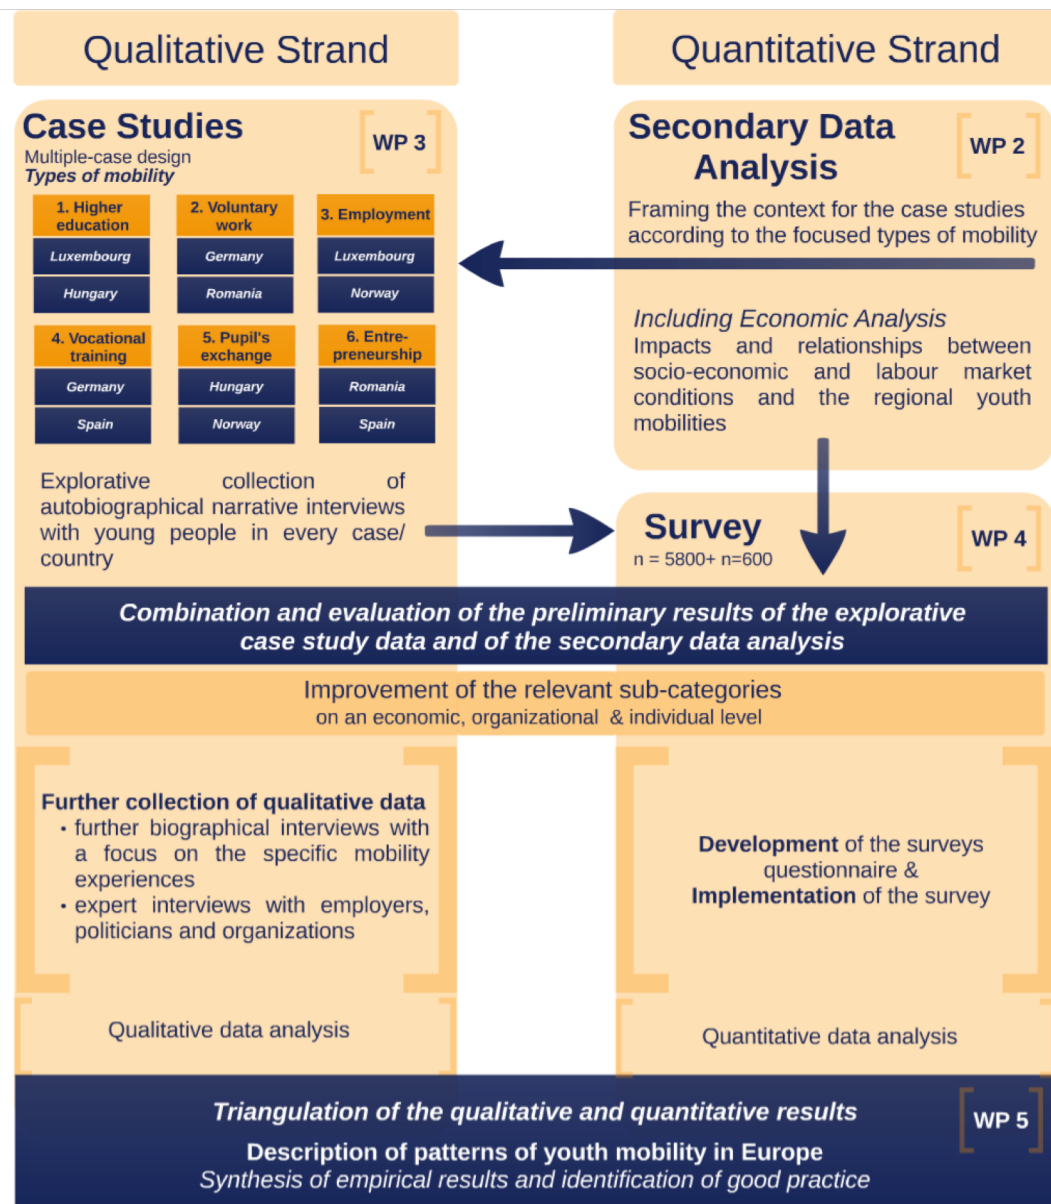 Qualitative Strand
Quantitative Strand
Case Studies
WP 3
Multiple-case design
Types of mobility
1. Higher
education
Luxembourg
Hungary
2. Voluntary
work
Germany
Romania
3. Employment
Luxembourg
Norway
4. Vocational
training
Germany
Spain
5. Pupil's
exchange
Hungary
Norway
6. Entre-
preneurship
Romania
Spain
Explorative collection of
autobiographical narrative interviews
with young people in every case/
country
Secondary Data
Analysis
WP 2
Framing the context for the case studies
according to the focused types of mobility
Including Economic Analysis
Impacts and relationships between
socio-economic and labour market
conditions and the regional youth
mobilities
Survey
n = 5800+ n=600
WP 4
Combination and evaluation of the preliminary results of the explorative
case study data and of the secondary data analysis
Improvement of the relevant sub-categories
on an economic, organizational & individual level
Further collection of qualitative data
• further biographical interviews with
a focus on the specific mobility
experiences
• expert interviews with employers,
politicians and organizations
Development of the surveys
questionnaire &
Implementation of the survey
Qualitative data analysis
Quantitative data analysis
Triangulation of the qualitative and quantitative results
WP 5
Description of patterns of youth mobility in Europe
Synthesis of empirical results and identification of good practice